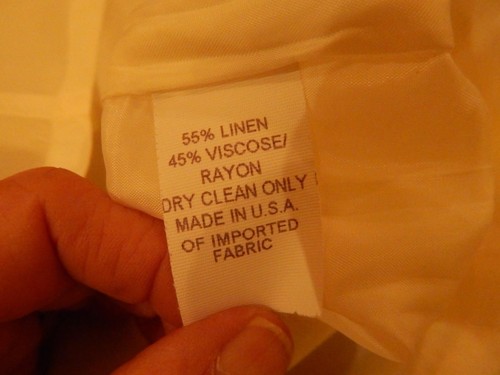 55% LINEN
45% VISCOSE/
RAYON
DRY CLEAN ONLY
MADE IN U.S.A.
OF IMPORTED
FABRIC